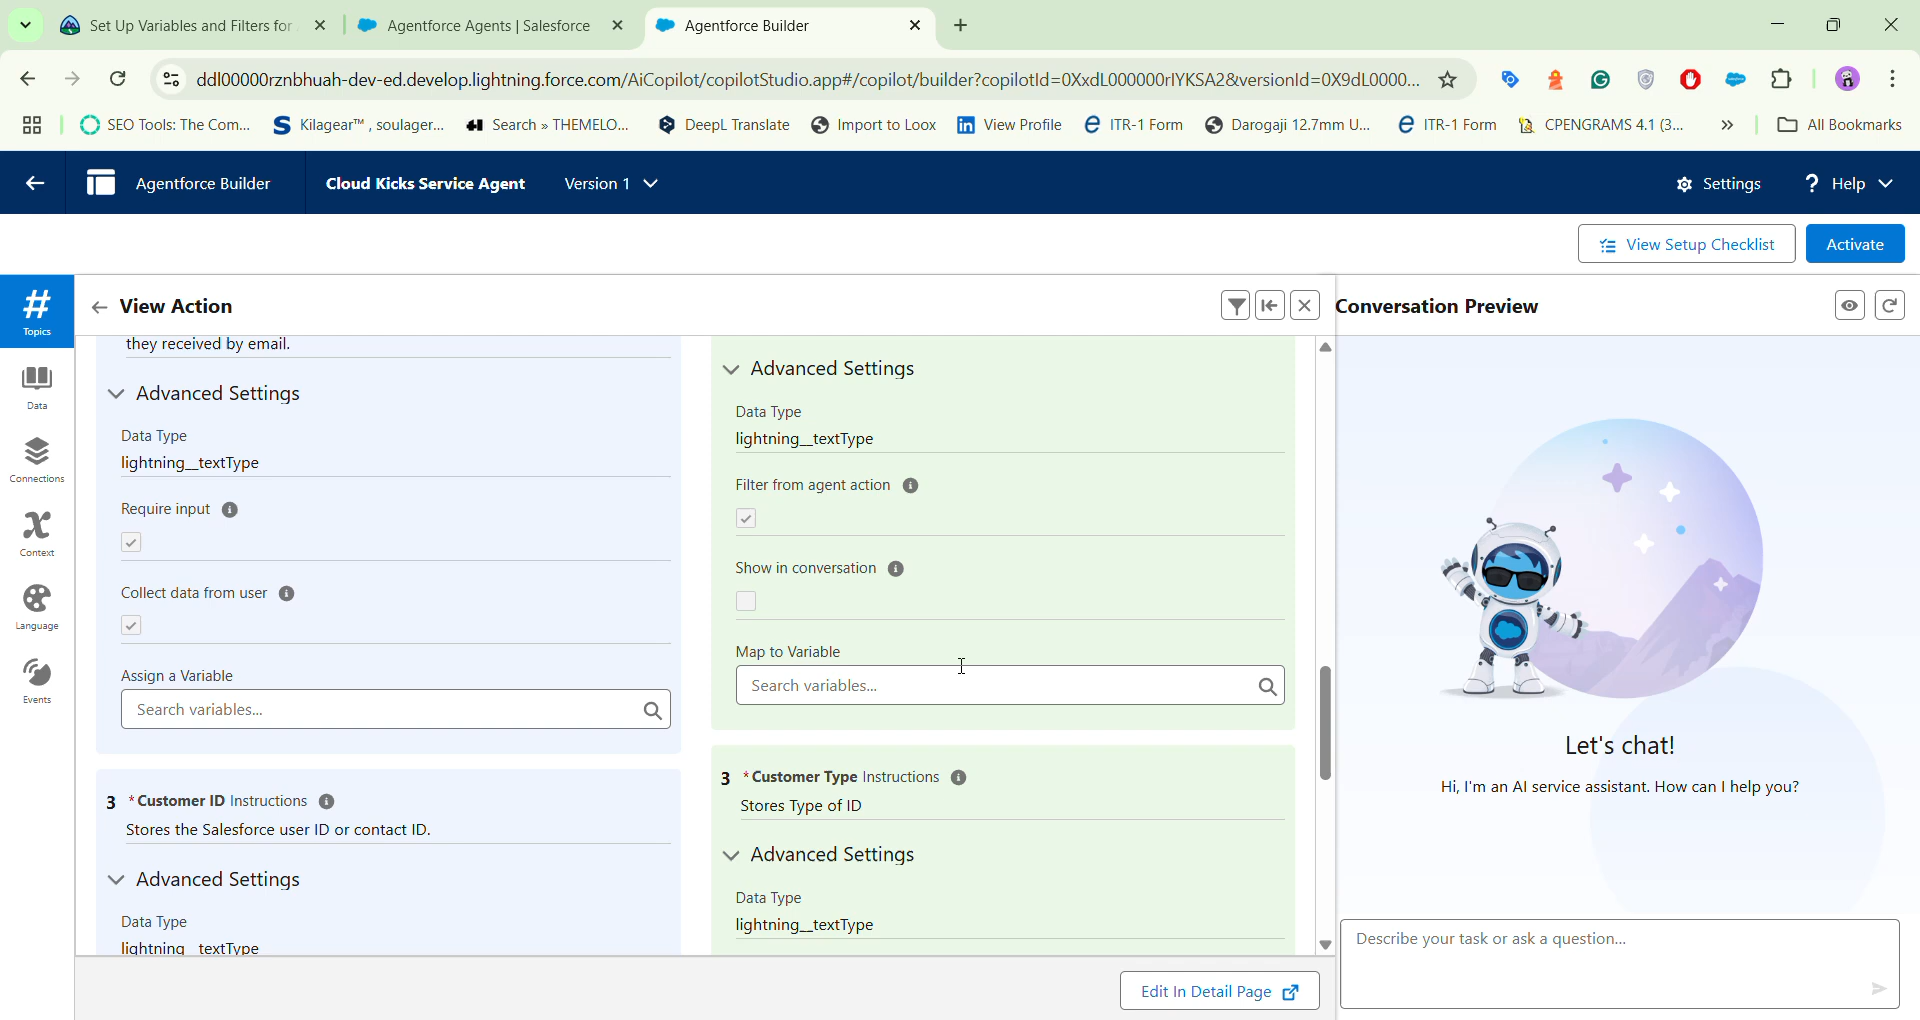 Set Up Variables and Filters for
Agentforce Agents | Salesforce
Agentforce Builder
ddl00000rznbhuah-dev-ed.develop.lightning.force.com/AiCopilot/copilotStudio.app#/copilot/builder?copilotId=0XxdL000000rIYKSA2&versionId=0X9dL0000...
SEO Tools: The Com...
Kilagear™ , soulager...
Search » THEMELO...
DeepL Translate
Import to Loox
View Profile
ITR-1 Form
Darogaji 12.7mm U...
ITR-1 Form
CPENGRAMS 4.1 (3...
»
All Bookmarks
Agentforce Builder
Cloud Kicks Service Agent
Version 1
Settings
? Help
View Setup Checklist
Activate
Topics
Data
Connections
Context
Language
Events
View Action
they received by email.
Advanced Settings
Data Type
lightning__textType
Require input
Collect data from user
Assign a Variable
Search variables...
3 *Customer ID Instructions
Stores the Salesforce user ID or contact ID.
Advanced Settings
Data Type
lightning__textType
Advanced Settings
Data Type
lightning__textType
Filter from agent action
Show in conversation
Map to Variable
Search variables...
3 *Customer Type Instructions
Stores Type of ID
Advanced Settings
Data Type
lightning__textType
Edit In Detail Page
Conversation Preview
Let's chat!
Hi, I'm an AI service assistant. How can I help you?
Describe your task or ask a question...